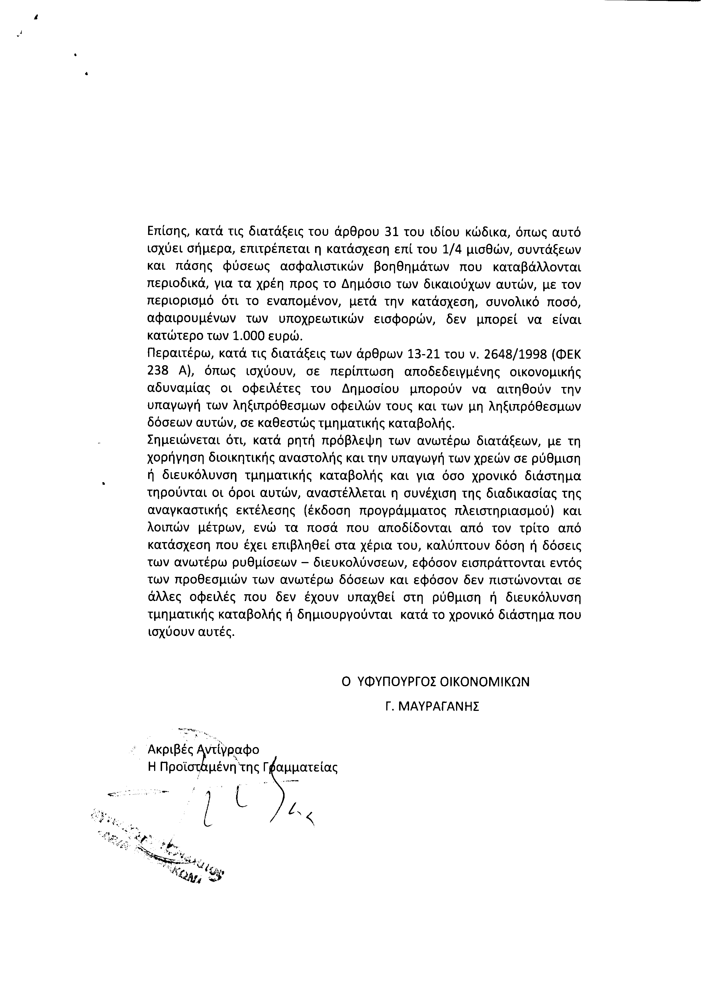 Επίσης, κατά τις διατάξεις του άρθρου 31 του ιδίου κώδικα, όπως αυτό
ισχύει σήμερα, επιτρέπεται η κατάσχεση επί του 1/4 μισθών, συντάξεων
και πάσης φύσεως ασφαλιστικών βοηθημάτων που καταβάλλονται
περιοδικά, για τα χρέη προς το Δημόσιο των δικαιούχων αυτών, με τον
περιορισμό ότι το εναπομένον, μετά την κατάσχεση, συνολικό ποσό,
αφαιρουμένων των υποχρεωτικών εισφορών, δεν μπορεί να είναι
κατώτερο των 1.000 ευρώ.
Περαιτέρω, κατά τις διατάξεις των άρθρων 13-21 του ν. 2648/1998 (ΦΕΚ
238 Α), όπως ισχύουν, σε περίπτωση αποδεδειγμένης οικονομικής
αδυναμίας οι οφειλέτες του Δημοσίου μπορούν να αιτηθούν την
υπαγωγή των ληξιπρόθεσμων οφειλών τους και των μη ληξιπρόθεσμων
δόσεων αυτών, σε καθεστώς τμηματικής καταβολής.
Σημειώνεται ότι, κατά ρητή πρόβλεψη των ανωτέρω διατάξεων, με τη
χορήγηση διοικητικής αναστολής και την υπαγωγή των χρεών σε ρύθμιση
ή διευκόλυνση τμηματικής καταβολής και για όσο χρονικό διάστημα
τηρούνται οι όροι αυτών, αναστέλλεται η συνέχιση της διαδικασίας της
αναγκαστικής εκτέλεσης (έκδοση προγράμματος πλειστηριασμού) και
λοιπών μέτρων, ενώ τα ποσά που αποδίδονται από τον τρίτο από
κατάσχεση που έχει επιβληθεί στα χέρια του, καλύπτουν δόση ή δόσεις
των ανωτέρω ρυθμίσεων – διευκολύνσεων, εφόσον εισπράττονται εντός
των προθεσμιών των ανωτέρω δόσεων και εφόσον δεν πιστώνονται σε
άλλες οφειλές που δεν έχουν υπαχθεί στη ρύθμιση ή διευκόλυνση
τμηματικής καταβολής ή δημιουργούνται κατά το χρονικό διάστημα που
ισχύουν αυτές.
Ο ΥΦΥΠΟΥΡΓΟΣ ΟΙΚΟΝΟΜΙΚΩΝ
Γ. ΜΑΥΡΑΓΑΝΗΣ
Ακριβές Αντίγραφο
Η Προϊσταμένη της Γραμματείας